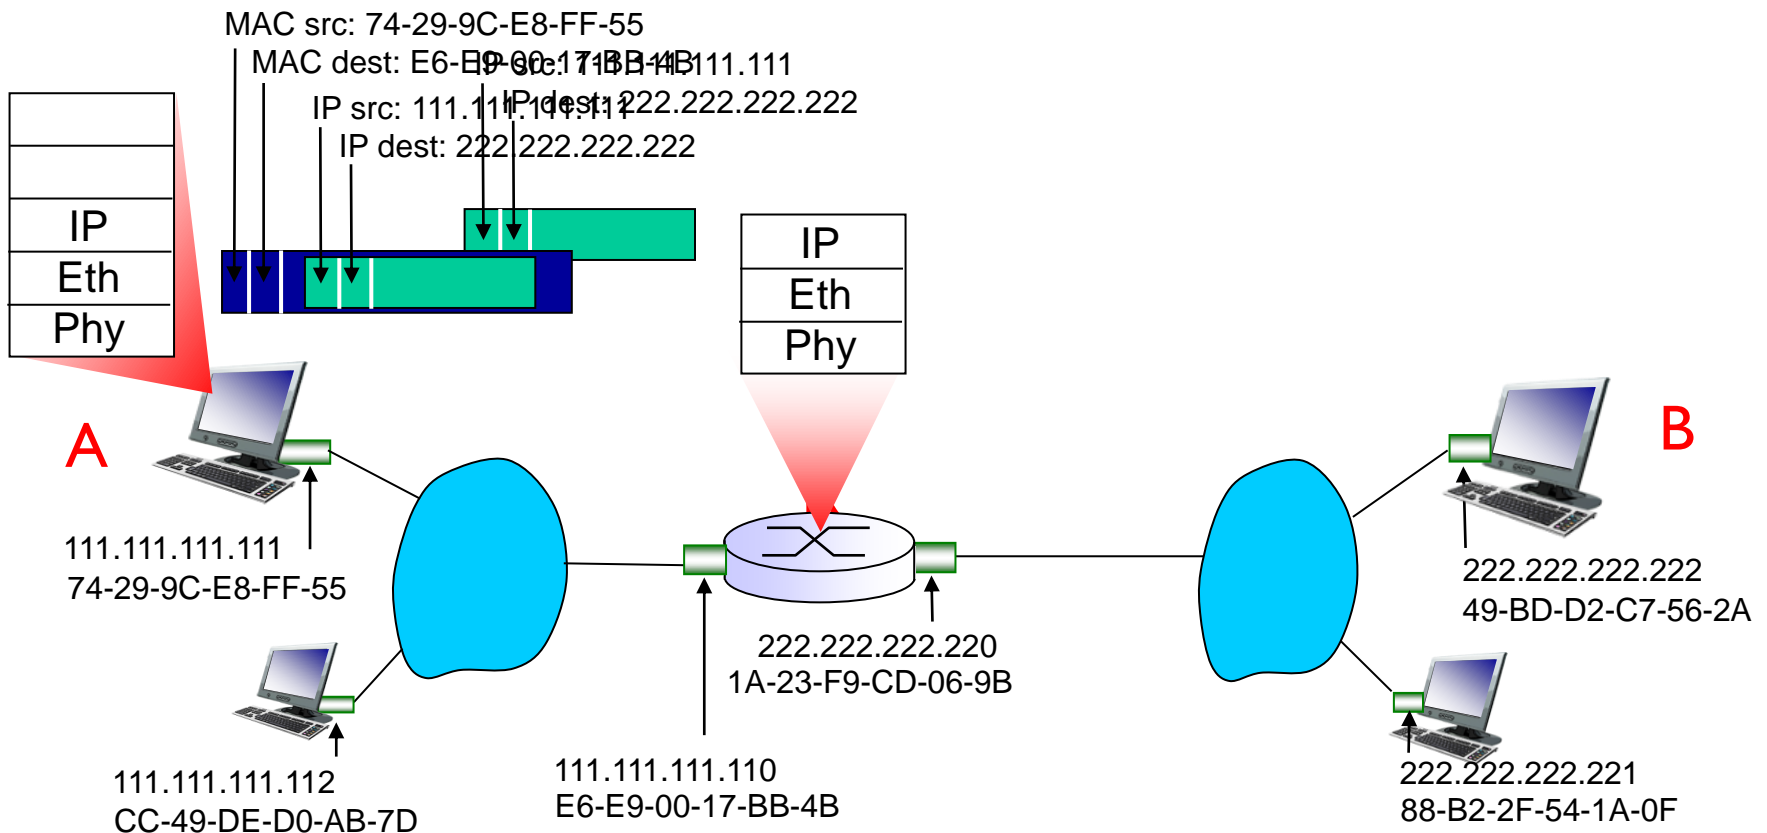 MAC src: 74-29-9C-E8-FF-55
MAC dest: E6-E9-00-17-BB-4B
IP src: 111.111.111.111
IP dest: 222.222.222.222
IP src: 111.111.111.111
IP dest: 222.222.222.222
IP
Eth
Phy
IP
Eth
Phy
A
B
111.111.111.111
74-29-9C-E8-FF-55
222.222.222.222
49-BD-D2-C7-56-2A
222.222.222.220
1A-23-F9-CD-06-9B
111.111.111.112
CC-49-DE-D0-AB-7D
111.111.111.110
E6-E9-00-17-BB-4B
222.222.222.221
88-B2-2F-54-1A-0F